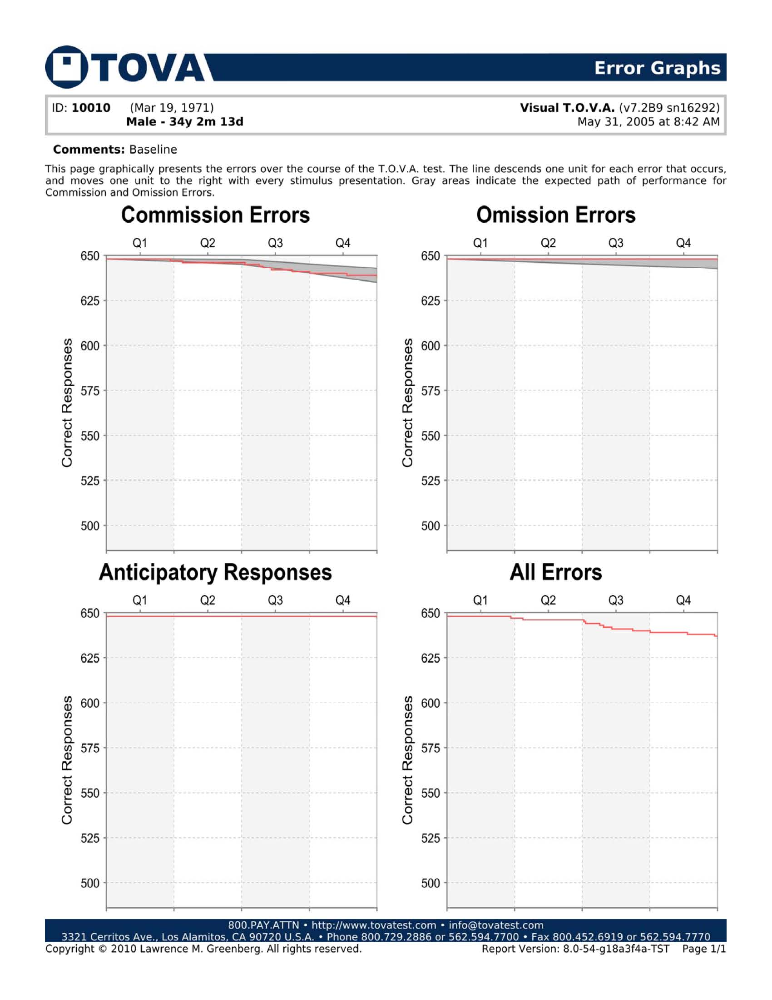 TOVA
Error Graphs
ID: 10010 (Mar 19, 1971)
Male - 34y 2m 13d
Visual T.O.V.A. (v7.2B9 sn16292)
May 31, 2005 at 8:42 AM
Comments: Baseline
This page graphically presents the errors over the course of the T.O.V.A. test. The line descends one unit for each error that occurs,
and moves one unit to the right with every stimulus presentation. Gray areas indicate the expected path of performance for
Commission and Omission Errors.
Commission Errors
Q1 Q2 Q3 Q4
650
625
600
575
550
525
500
Correct Responses
Omission Errors
Q1 Q2 Q3 Q4
650
625
600
575
550
525
500
Correct Responses
Anticipatory Responses
Q1 Q2 Q3 Q4
650
625
600
575
550
525
500
Correct Responses
All Errors
Q1 Q2 Q3 Q4
650
625
600
575
550
525
500
Correct Responses
800.PAY.ATTN • http://www.tovatest.com • info@tovatest.com
3321 Cerritos Ave., Los Alamitos, CA 90720 U.S.A. • Phone 800.729.2886 or 562.594.7700 • Fax 800.452.6919 or 562.594.7770
Copyright © 2010 Lawrence M. Greenberg. All rights reserved.
Report Version: 8.0-54-g18a3f4a-TST Page 1/1